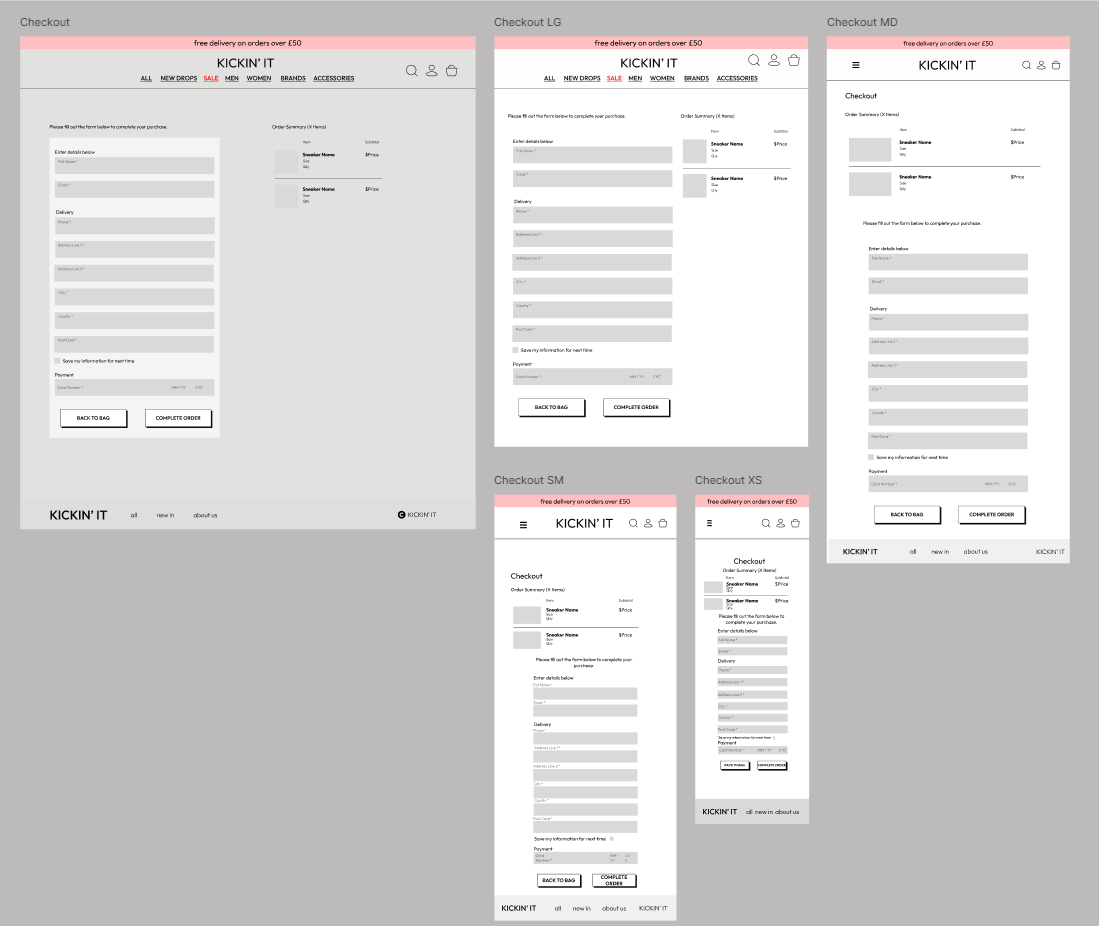 Checkout
free delivery on orders over £50
KICKIN' IT
ALL NEW DROPS SALE MEN WOMEN BRANDS ACCESSORIES
Please fill out the form below to complete your purchase.
Enter details below
Full Name *
Email *
Delivery
Phone *
Address Line 1 *
Address Line 2 *
City *
County *
Post Card *
Save my information for next time
Payment
Card Number * MM / YY CVC
BACK TO BAG COMPLETE ORDER
Order Summary (X Items)
Item Subtotal
Sneaker Name $Price
Size
Qty
Sneaker Name $Price
Size
Qty
KICKIN' IT all new in about us KICKIN' IT
Checkout LG
free delivery on orders over £50
KICKIN' IT
ALL NEW DROPS SALE MEN WOMEN BRANDS ACCESSORIES
Please fill out the form below to complete your purchase.
Enter details below
Full Name *
Email *
Delivery
Phone *
Address Line 1 *
Address Line 2 *
City *
County *
Post Card *
Save my information for next time
Payment
Card Number * MM / YY CVC
BACK TO BAG COMPLETE ORDER
Order Summary (X Items)
Item Subtotal
Sneaker Name $Price
Size
Qty
Sneaker Name $Price
Size
Qty
Checkout MD
free delivery on orders over £50
KICKIN' IT
Checkout
Order Summary (X Items)
Item Subtotal
Sneaker Name $Price
Size
Qty
Sneaker Name $Price
Size
Qty
Please fill out the form below to complete your purchase.
Enter details below
Full Name *
Email *
Delivery
Phone *
Address Line 1 *
Address Line 2 *
City *
County *
Post Card *
Save my information for next time
Payment
Card Number * MM / YY CVC
BACK TO BAG COMPLETE ORDER
KICKIN' IT all new in about us KICKIN' IT
Checkout SM
free delivery on orders over £50
KICKIN' IT
Checkout
Order Summary (X Items)
Item Subtotal
Sneaker Name $Price
Size
Qty
Sneaker Name $Price
Size
Qty
Please fill out the form below to complete your
purchase.
Enter details below
Full Name *
Email *
Delivery
Phone *
Address Line 1 *
Address Line 2 *
City *
County *
Post Card *
Save my information for next time
Payment
Card MM / CV
Number * YY C
BACK TO BAG COMPLETE
ORDER
KICKIN' IT all new in about us KICKIN' IT
Checkout XS
free delivery on orders over £50
Checkout
Order Summary (X Items)
Item Subtotal
Sneaker Name $Price
Size
Qty
Sneaker Name $Price
Size
Qty
Please fill out the form below to
complete your purchase.
Enter details below
Full Name *
Email *
Delivery
Phone *
Address Line 1 *
Address Line 2 *
City *
County *
Post Code *
Save my information for next time
Payment
Card Number * MM / YY CVC
BACK TO BAG COMPLETE ORDER
KICKIN' IT all new in about us